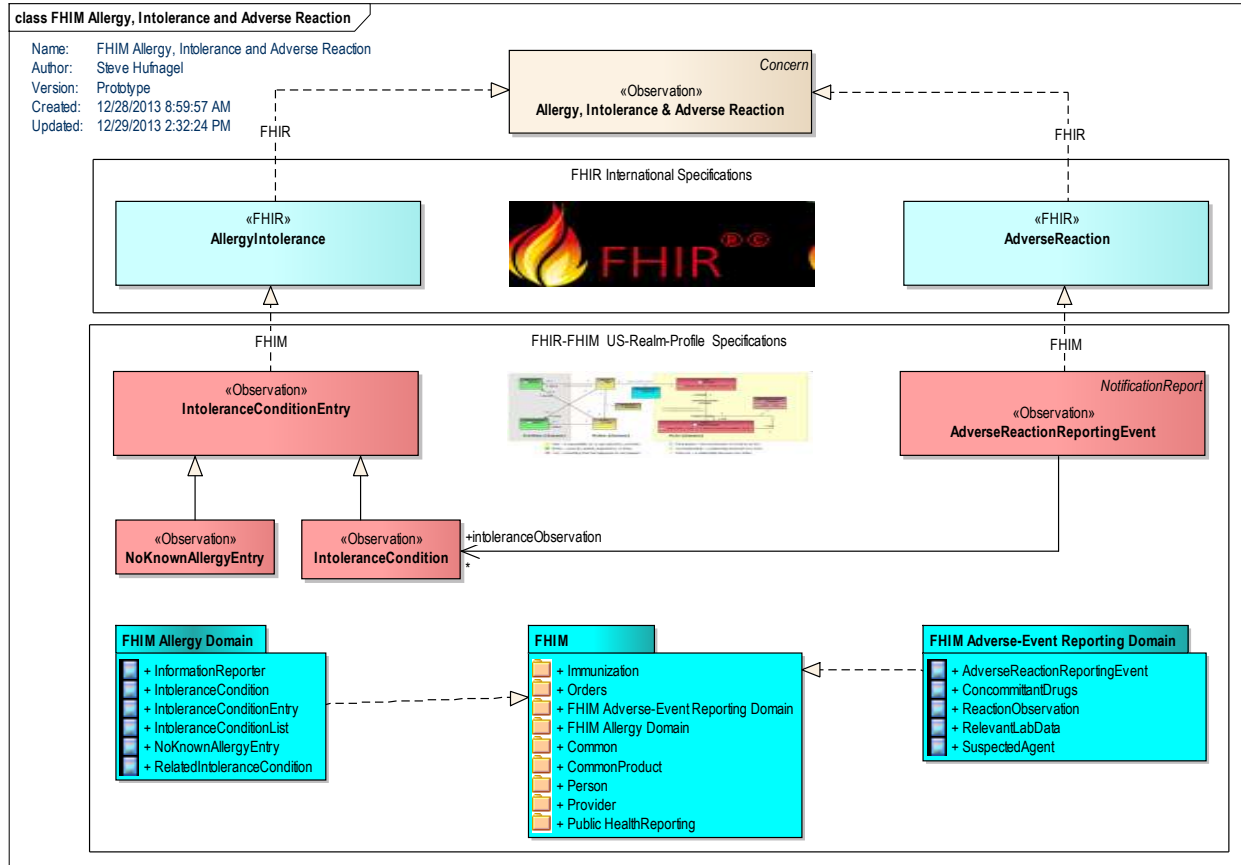 class FHIM Allergy, Intolerance and Adverse Reaction
Name: FHIM Allergy, Intolerance and Adverse Reaction
Author: Steve Hufnagel
Version: Prototype
Created: 12/28/2013 8:59:57 AM
Updated: 12/29/2013 2:32:24 PM
Concern
«Observation»
Allergy, Intolerance & Adverse Reaction
FHIR
FHIR
FHIR International Specifications
«FHIR»
AllergyIntolerance
FHIR ® ©
«FHIR»
AdverseReaction
FHIM
FHIM
FHIR-FHIM US-Realm-Profile Specifications
«Observation»
IntoleranceConditionEntry
NotificationReport
«Observation»
AdverseReactionReportingEvent
«Observation»
NoKnownAllergyEntry
«Observation»
IntoleranceCondition
+intoleranceObservation
*
FHIM Allergy Domain
+ InformationReporter
+ IntoleranceCondition
+ IntoleranceConditionEntry
+ IntoleranceConditionList
+ NoKnownAllergyEntry
+ RelatedIntoleranceCondition
FHIM
+ Immunization
+ Orders
+ FHIM Adverse-Event Reporting Domain
+ FHIM Allergy Domain
+ Common
+ CommonProduct
+ Person
+ Provider
+ Public HealthReporting
FHIM Adverse-Event Reporting Domain
+ AdverseReactionReportingEvent
+ ConcommittantDrugs
+ ReactionObservation
+ RelevantLabData
+ SuspectedAgent